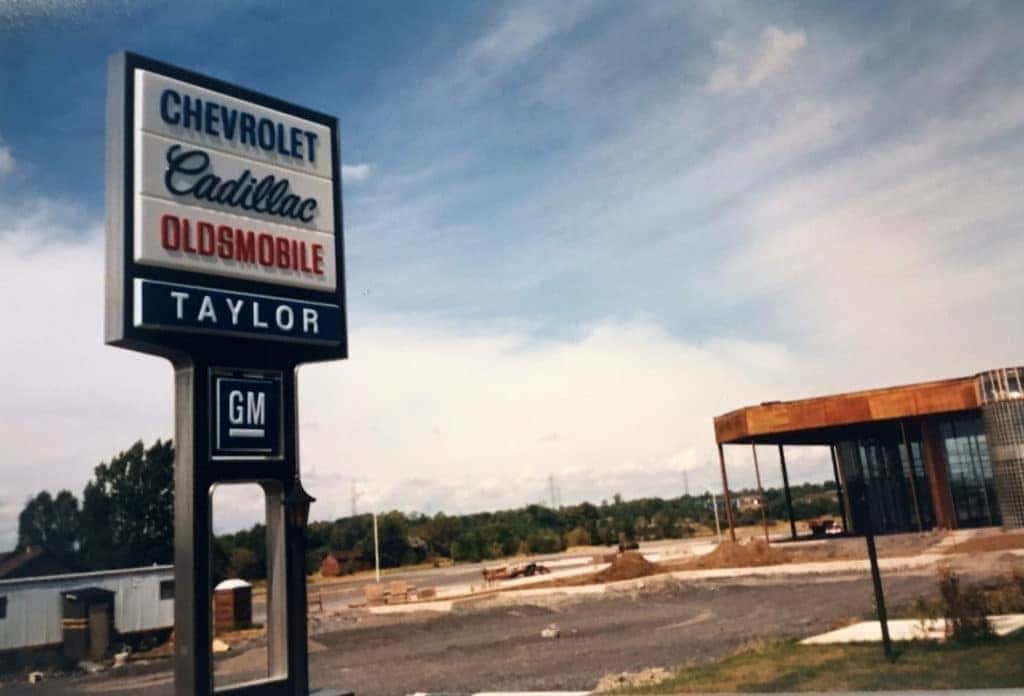 CHEVROLET
Cadillac
OLDSMOBILE
TAYLOR
GM